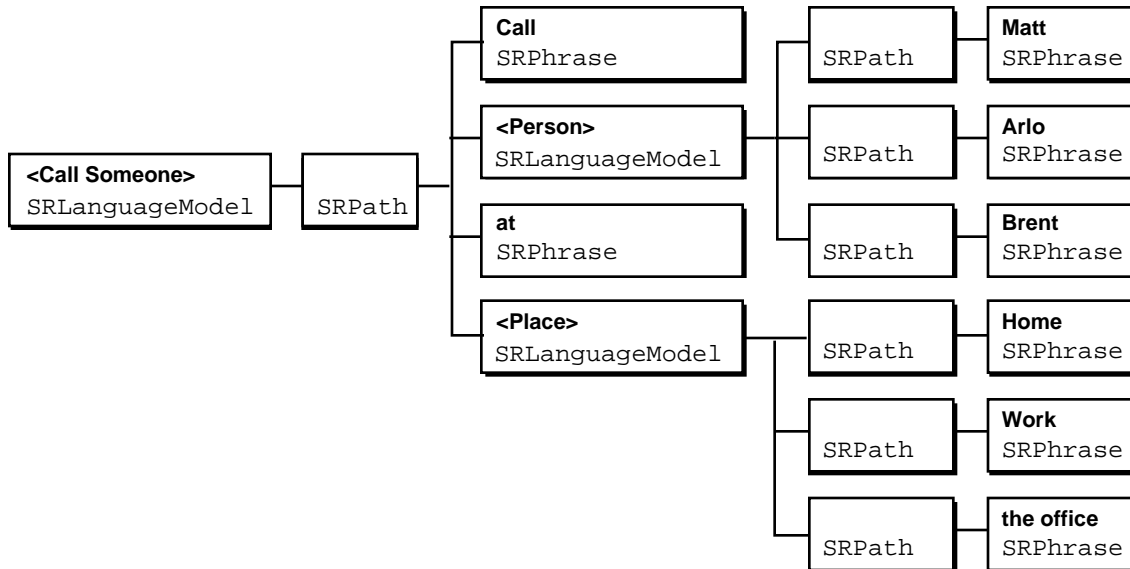 <Call Someone>
SRLanguageModel
SRPath
Call
SRPhrase
<Person>
SRLanguageModel
at
SRPhrase
<Place>
SRLanguageModel
SRPath
Matt
SRPhrase
SRPath
Arlo
SRPhrase
SRPath
Brent
SRPhrase
SRPath
Home
SRPhrase
SRPath
Work
SRPhrase
SRPath
the office
SRPhrase